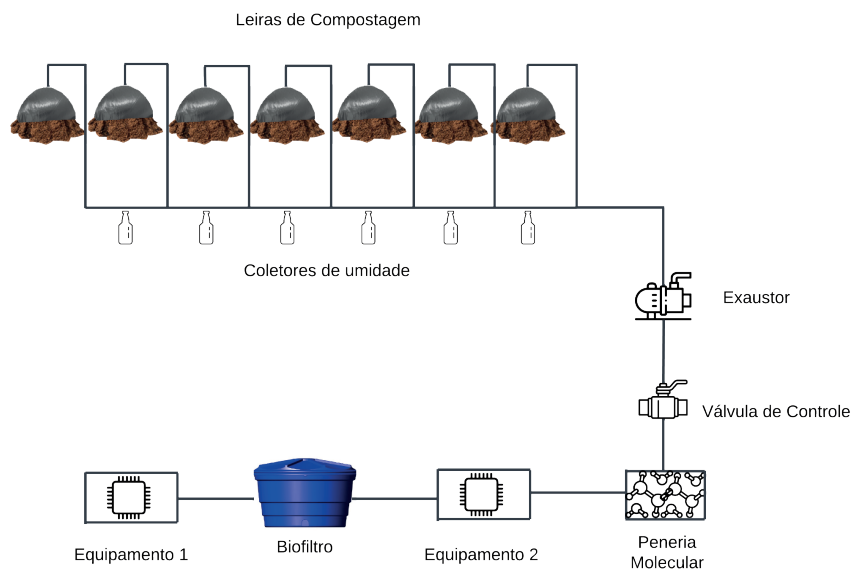 Leiras de Compostagem
Coletores de umidade
Exaustor
Válvula de Controle
Equipamento 1
Biofiltro
Equipamento 2
Peneria
Molecular